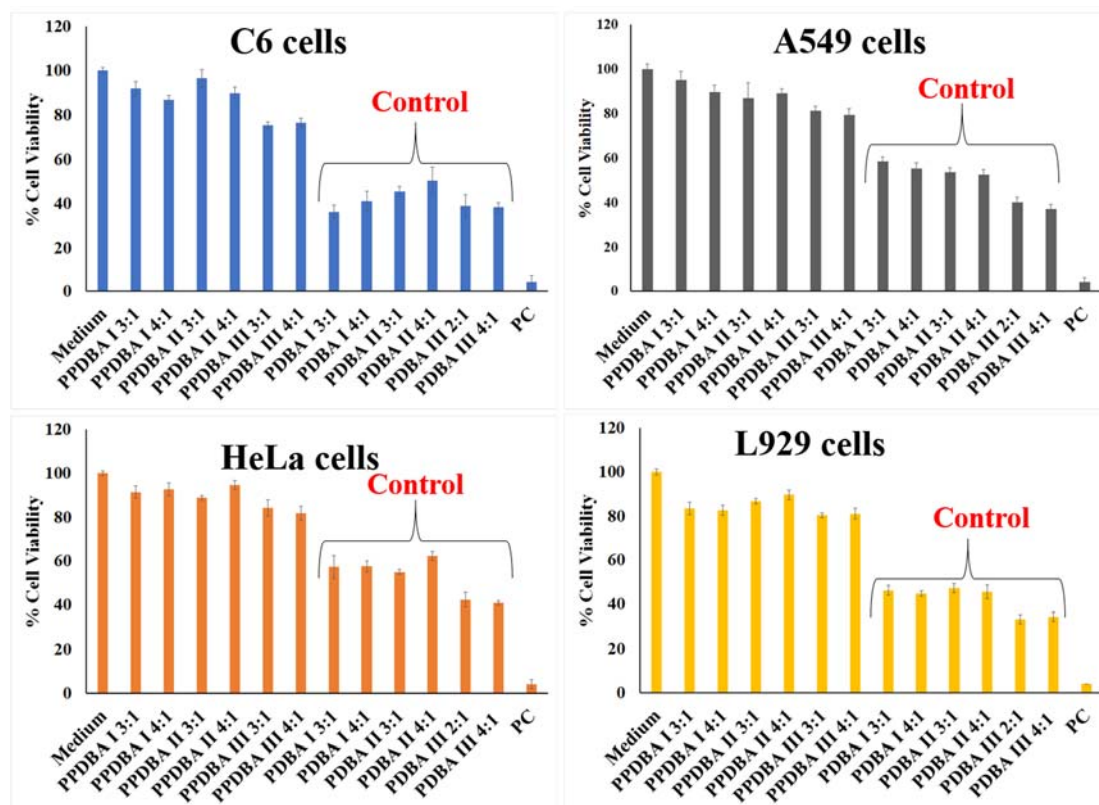 C6 cells
Control
% Cell Viability
120
100
80
60
40
20
0
Medium
PPDBA I 3:1
PPDBA I 4:1
PPDBA II 3:1
PPDBA II 4:1
PPDBA III 3:1
PPDBA III 4:1
PDBA I 3:1
PDBA I 4:1
PDBA II 3:1
PDBA II 4:1
PDBA III 2:1
PDBA III 4:1
PC
A549 cells
Control
% Cell Viability
120
100
80
60
40
20
0
Medium
PPDBA I 3:1
PPDBA I 4:1
PPDBA II 3:1
PPDBA II 4:1
PPDBA III 3:1
PPDBA III 4:1
PDBA I 3:1
PDBA I 4:1
PDBA II 3:1
PDBA II 4:1
PDBA III 2:1
PDBA III 4:1
PC
HeLa cells
Control
% Cell Viability
120
100
80
60
40
20
0
Medium
PPDBA I 3:1
PPDBA I 4:1
PPDBA II 3:1
PPDBA II 4:1
PPDBA III 3:1
PPDBA III 4:1
PDBA I 3:1
PDBA I 4:1
PDBA II 3:1
PDBA II 4:1
PDBA III 2:1
PDBA III 4:1
PC
L929 cells
Control
% Cell Viability
120
100
80
60
40
20
0
Medium
PPDBA I 3:1
PPDBA I 4:1
PPDBA II 3:1
PPDBA II 4:1
PPDBA III 3:1
PPDBA III 4:1
PDBA I 3:1
PDBA I 4:1
PDBA II 3:1
PDBA II 4:1
PDBA III 2:1
PDBA III 4:1
PC